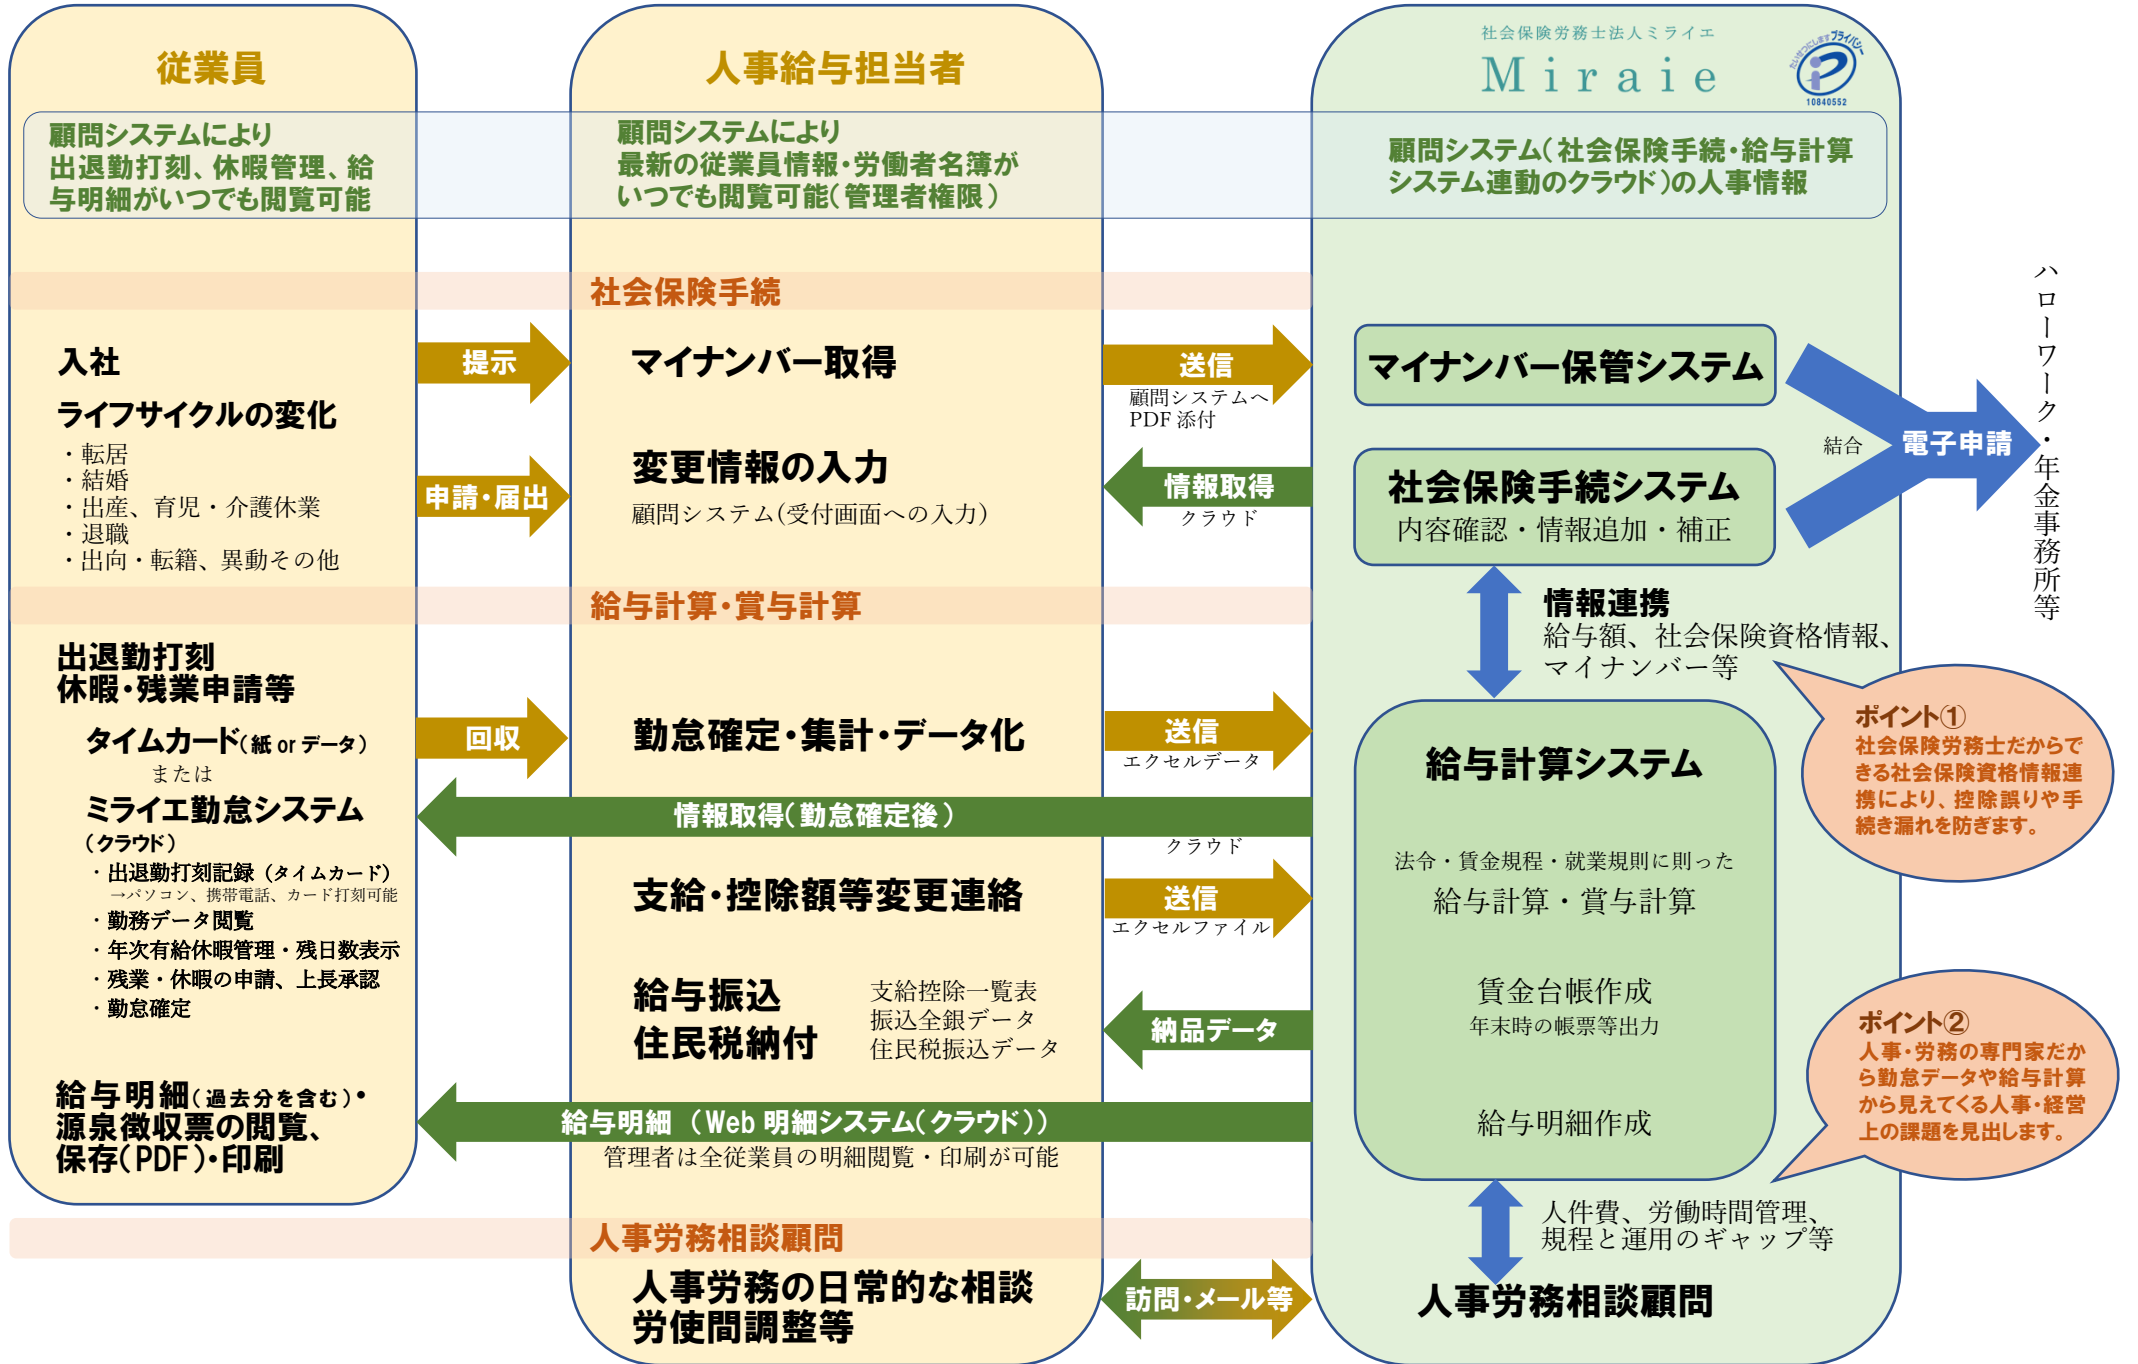 従業員
顧問システムにより
出退勤打刻、休暇管理、給
与明細がいつでも閲覧可能
人事給与担当者
顧問システムにより
最新の従業員情報・労働者名簿が
いつでも閲覧可能(管理者権限)
社会保険労務士法人ミライエ
Miraie
たいせつにしますプライバシー
10840552
顧問システム(社会保険手続・給与計算
システム連動のクラウド)の人事情報
社会保険手続
入社
ライフサイクルの変化
・転居
・結婚
・出産、育児・介護休業
・退職
・出向・転籍、異動その他
提示
申請・届出
マイナンバー取得
変更情報の入力
顧問システム(受付画面への入力)
送信
顧問システムへ
PDF 添付
情報取得
クラウド
マイナンバー保管システム
社会保険手続システム
内容確認・情報追加・補正
結合
電子申請
ハローワーク・年金事務所等
情報連携
給与額、社会保険資格情報、
マイナンバー等
給与計算・賞与計算
出退勤打刻
休暇・残業申請等
タイムカード(紙 or データ)
または
ミライエ勤怠システム
(クラウド)
・出退勤打刻記録(タイムカード)
→パソコン、携帯電話、カード打刻可能
・勤務データ閲覧
・年次有給休暇管理・残日数表示
・残業・休暇の申請、上長承認
・勤怠確定
給与明細(過去分を含む)・
源泉徴収票の閲覧、
保存(PDF)・印刷
回収
勤怠確定・集計・データ化
送信
エクセルデータ
情報取得(勤怠確定後)
クラウド
支給・控除額等変更連絡
送信
エクセルファイル
給与振込
住民税納付
支給控除一覧表
振込全銀データ
住民税振込データ
納品データ
給与明細 (Web 明細システム(クラウド))
管理者は全従業員の明細閲覧・印刷が可能
給与計算システム
法令・賃金規程・就業規則に則った
給与計算・賞与計算
賃金台帳作成
年末時の帳票等出力
給与明細作成
ポイント①
社会保険労務士だからで
きる社会保険資格情報連
携により、控除誤りや手
続き漏れを防ぎます。
ポイント②
人事・労務の専門家だか
ら勤怠データや給与計算
から見えてくる人事・経営
上の課題を見出します。
人件費、労働時間管理、
規程と運用のギャップ等
人事労務相談顧問
人事労務の日常的な相談
労使間調整等
訪問・メール等
人事労務相談顧問